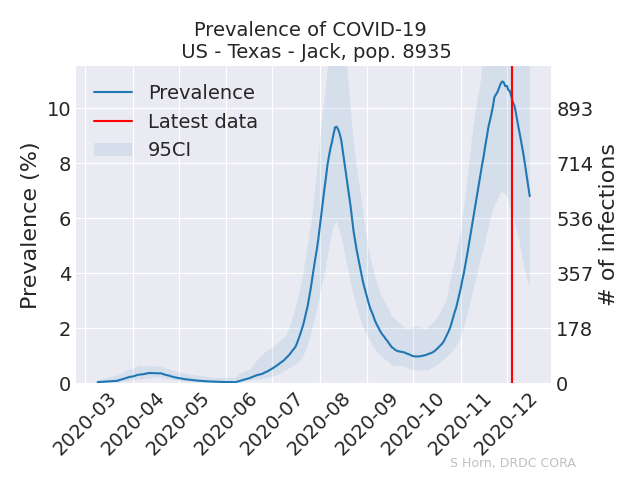 Prevalence of COVID-19
US - Texas - Jack, pop. 8935
Prevalence
Latest data
95CI
Prevalence (%)
10
8
6
4
2
0
893
714
536
357
178
0
# of infections
2020-03
2020-04
2020-05
2020-06
2020-07
2020-08
2020-09
2020-10
2020-11
2020-12
S Horn, DRDC CORA